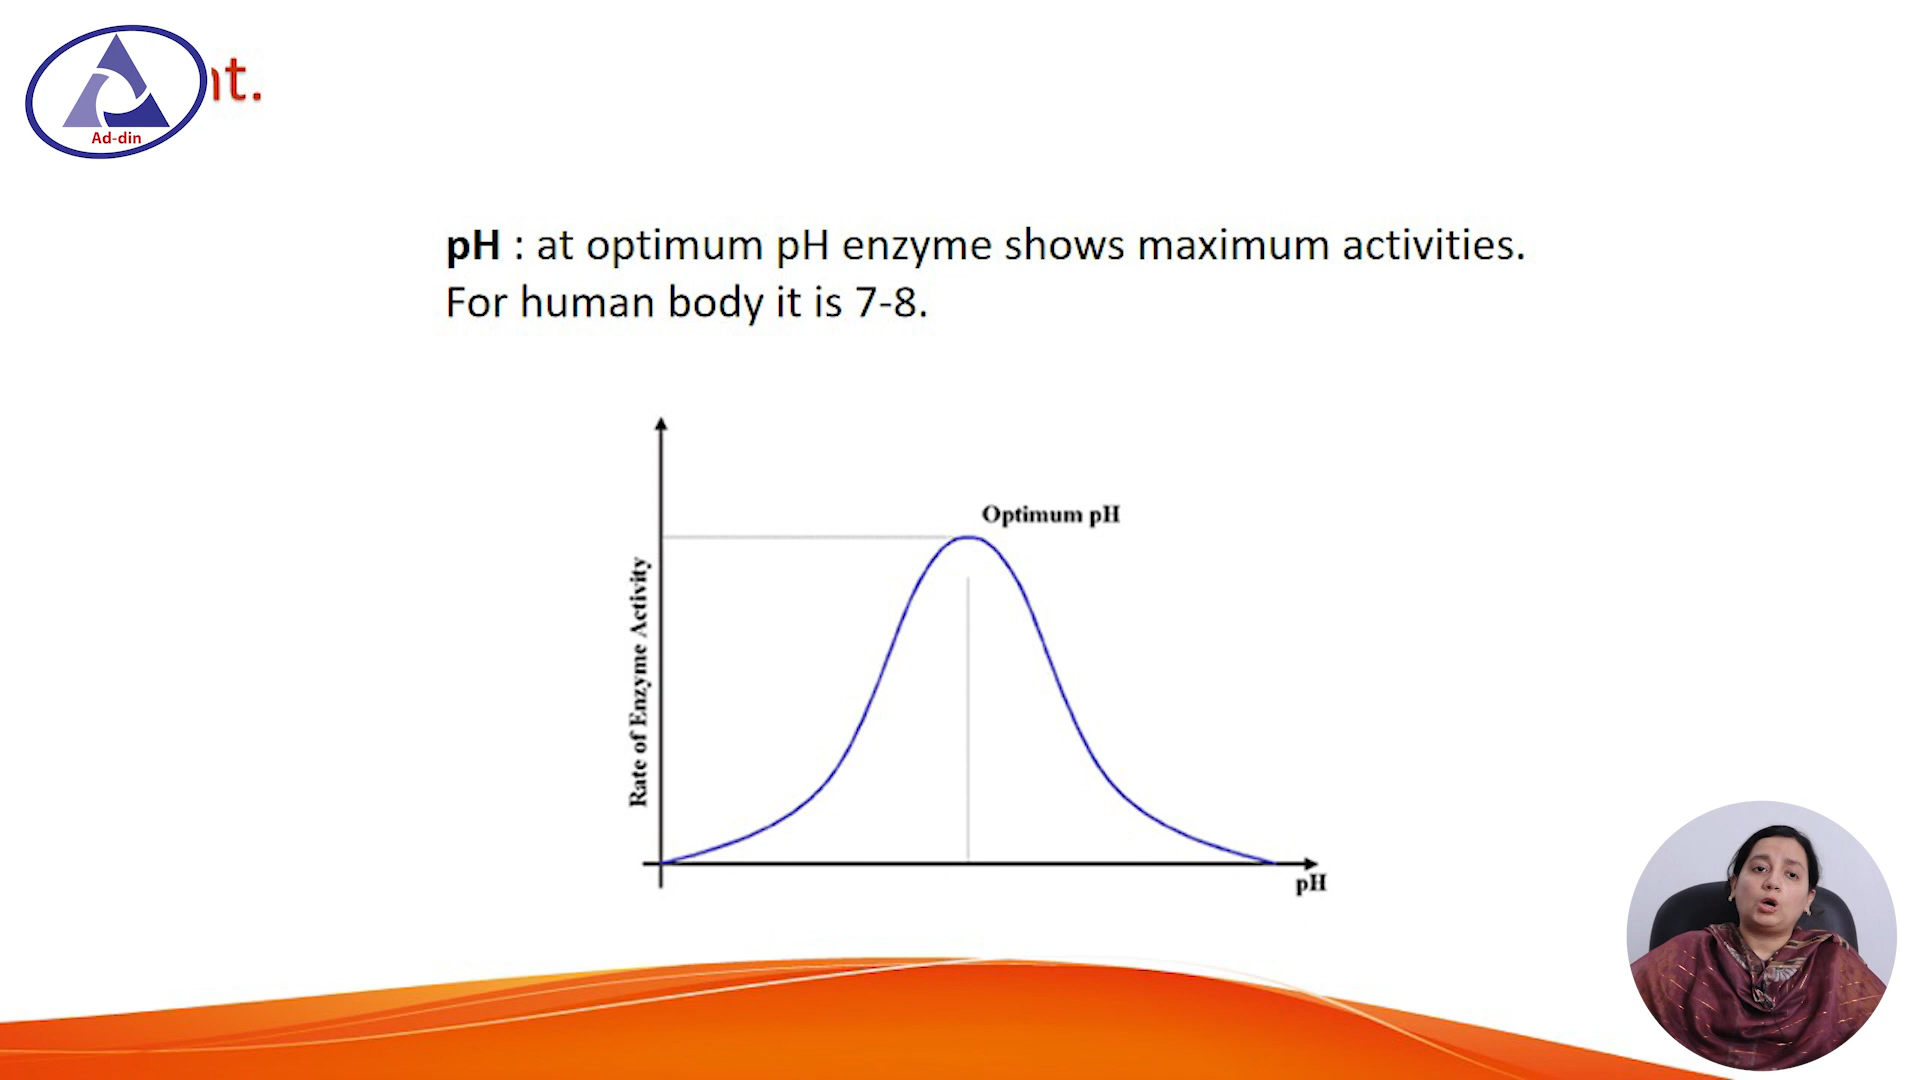 Ad-din
pH : at optimum pH enzyme shows maximum activities.
For human body it is 7-8.
Optimum pH
Rate of Enzyme Activity
pH